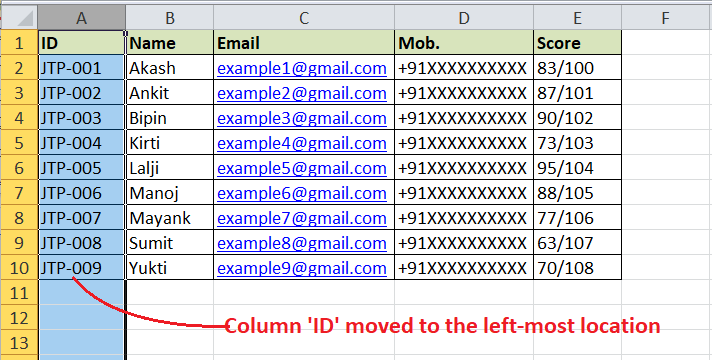 A B C D E F
1 ID Name Email Mob. Score
2 JTP-001 Akash example1@gmail.com +91XXXXXXXXXX 83/100
3 JTP-002 Ankit example2@gmail.com +91XXXXXXXXXX 87/101
4 JTP-003 Bipin example3@gmail.com +91XXXXXXXXXX 90/102
5 JTP-004 Kirti example4@gmail.com +91XXXXXXXXXX 73/103
6 JTP-005 Lalji example5@gmail.com +91XXXXXXXXXX 95/104
7 JTP-006 Manoj example6@gmail.com +91XXXXXXXXXX 88/105
8 JTP-007 Mayank example7@gmail.com +91XXXXXXXXXX 77/106
9 JTP-008 Sumit example8@gmail.com +91XXXXXXXXXX 63/107
10 JTP-009 Yukti example9@gmail.com +91XXXXXXXXXX 70/108
11
12 Column 'ID' moved to the left-most location
13